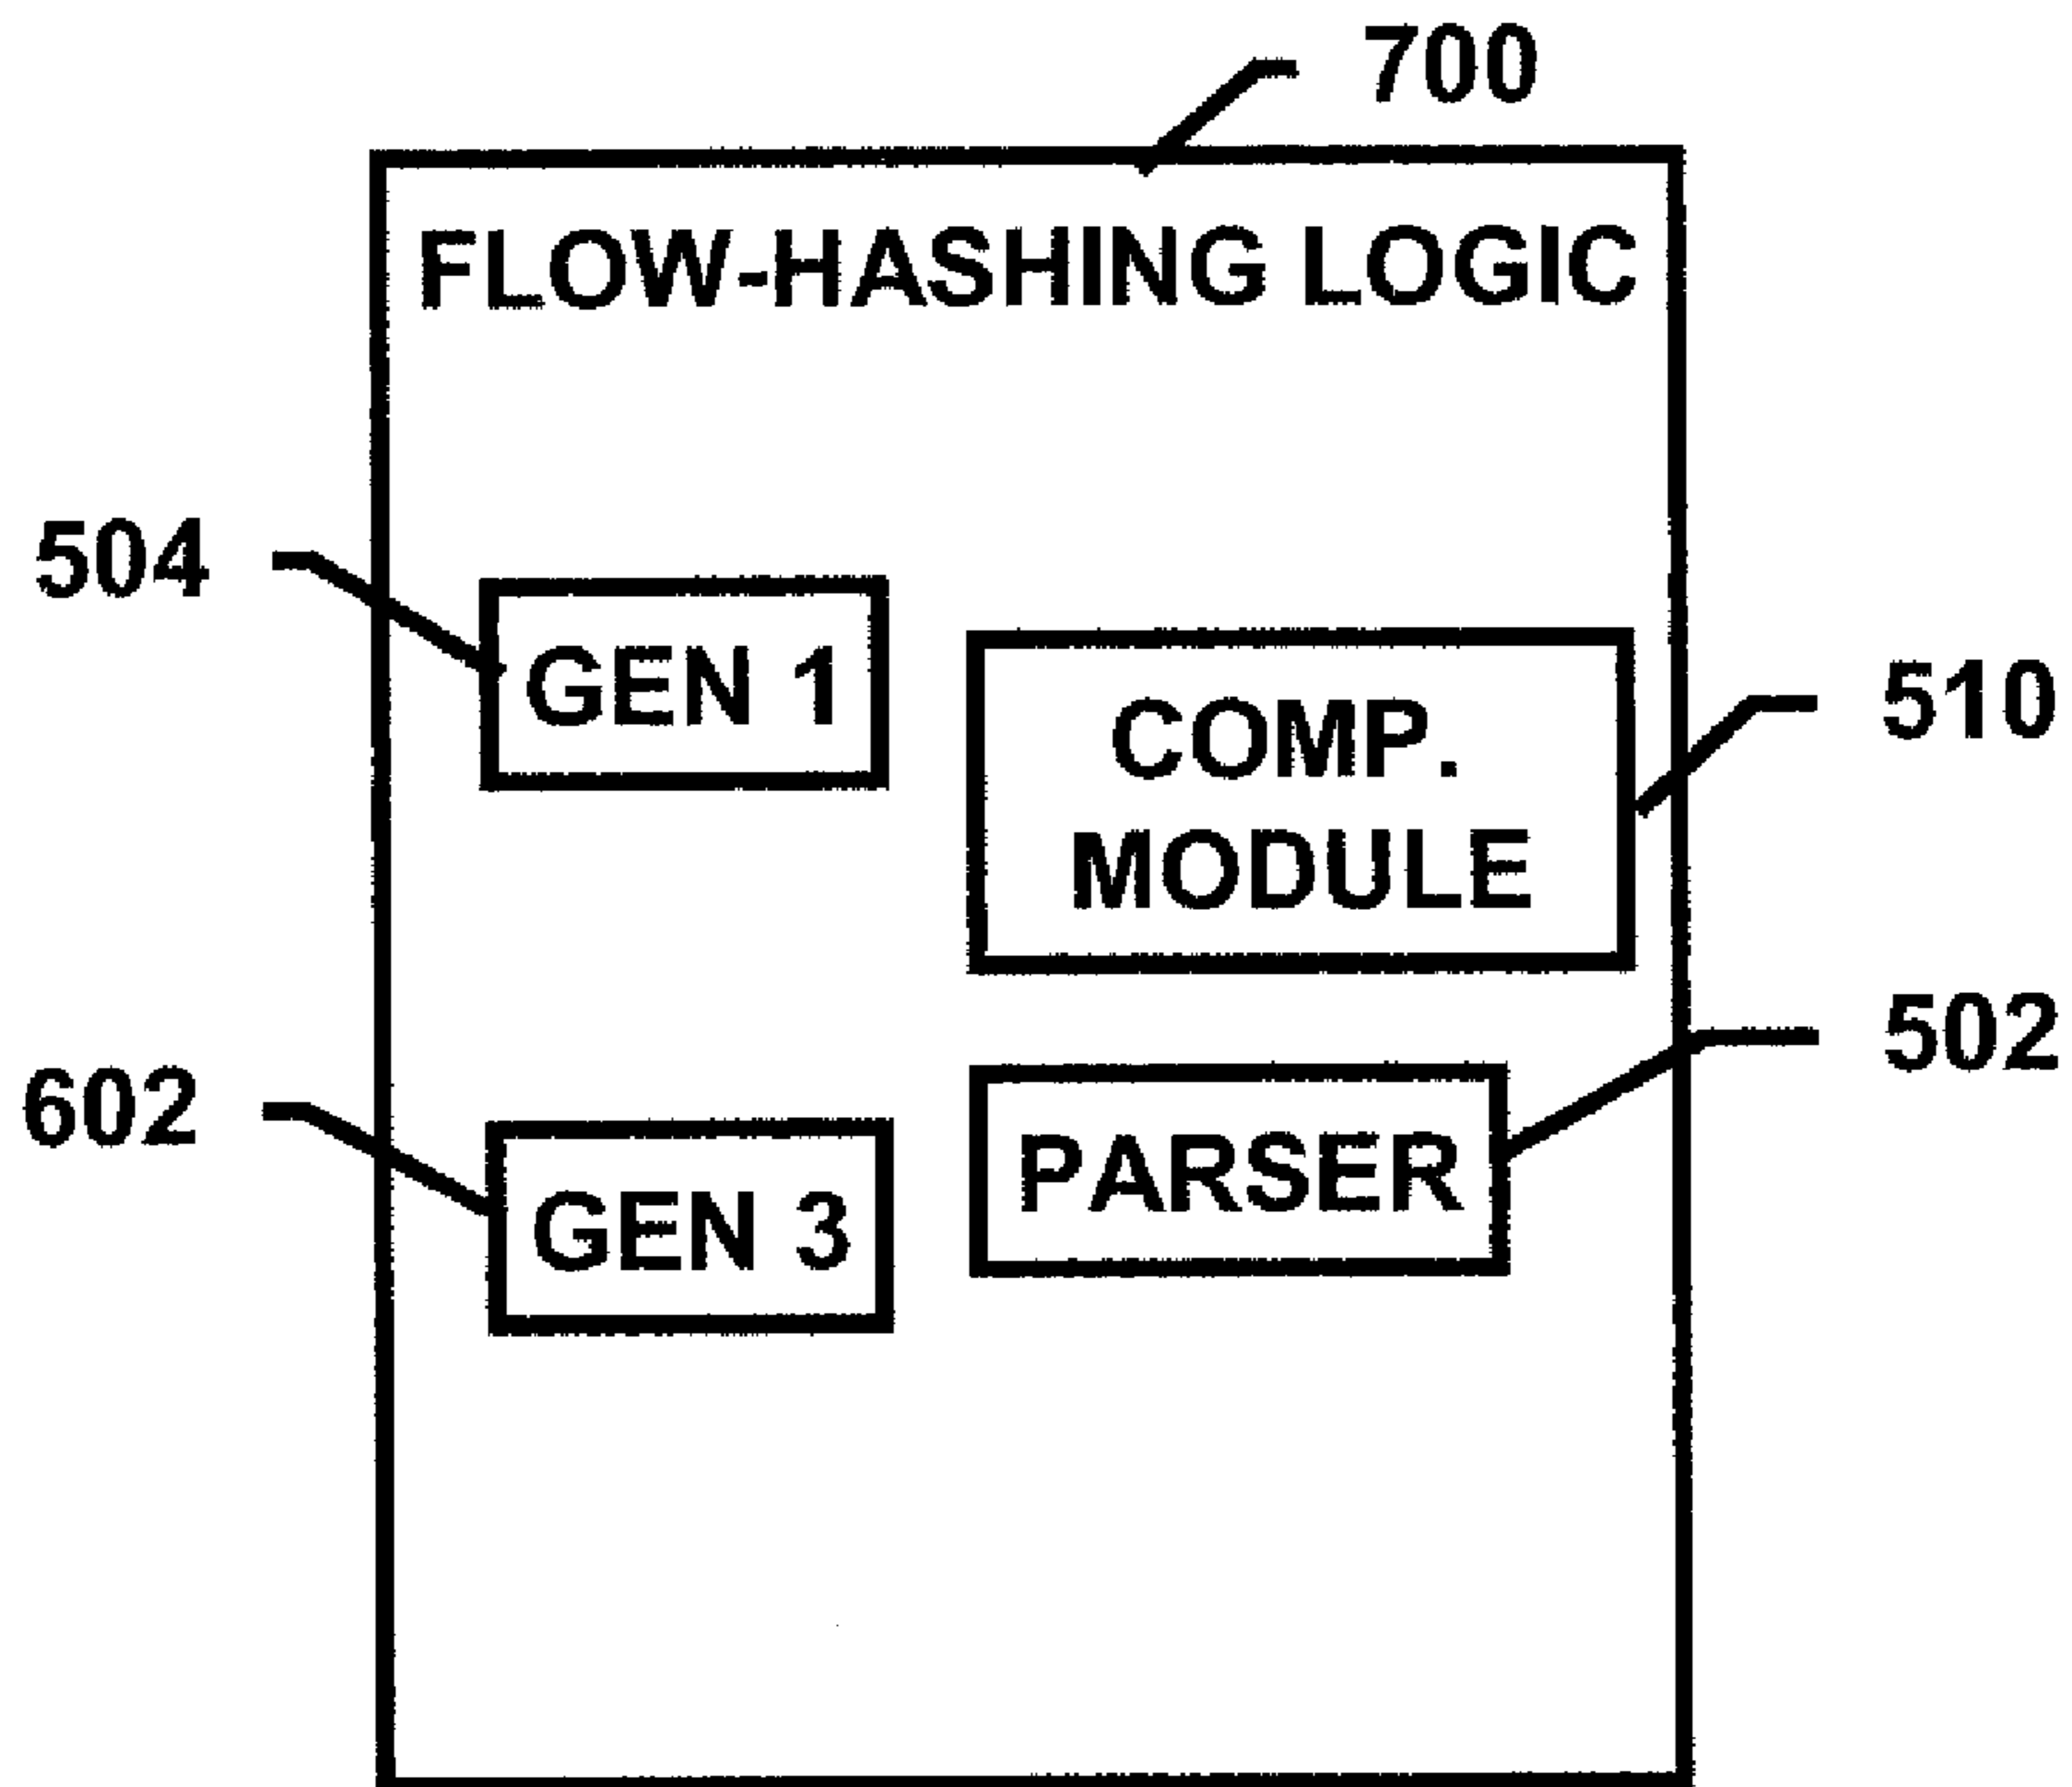 700
FLOW-HASHING LOGIC
504
GEN 1
COMP.
MODULE
510
502
602
PARSER
GEN 3